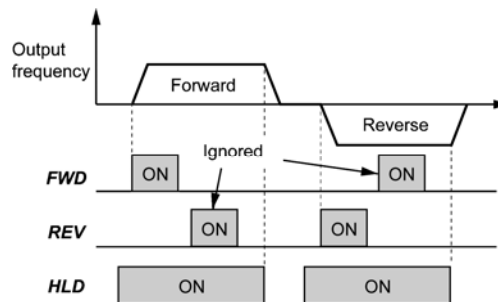 Output
frequency
Forward
Reverse
Ignored
FWD
ON
ON
REV
ON
ON
HLD
ON
ON